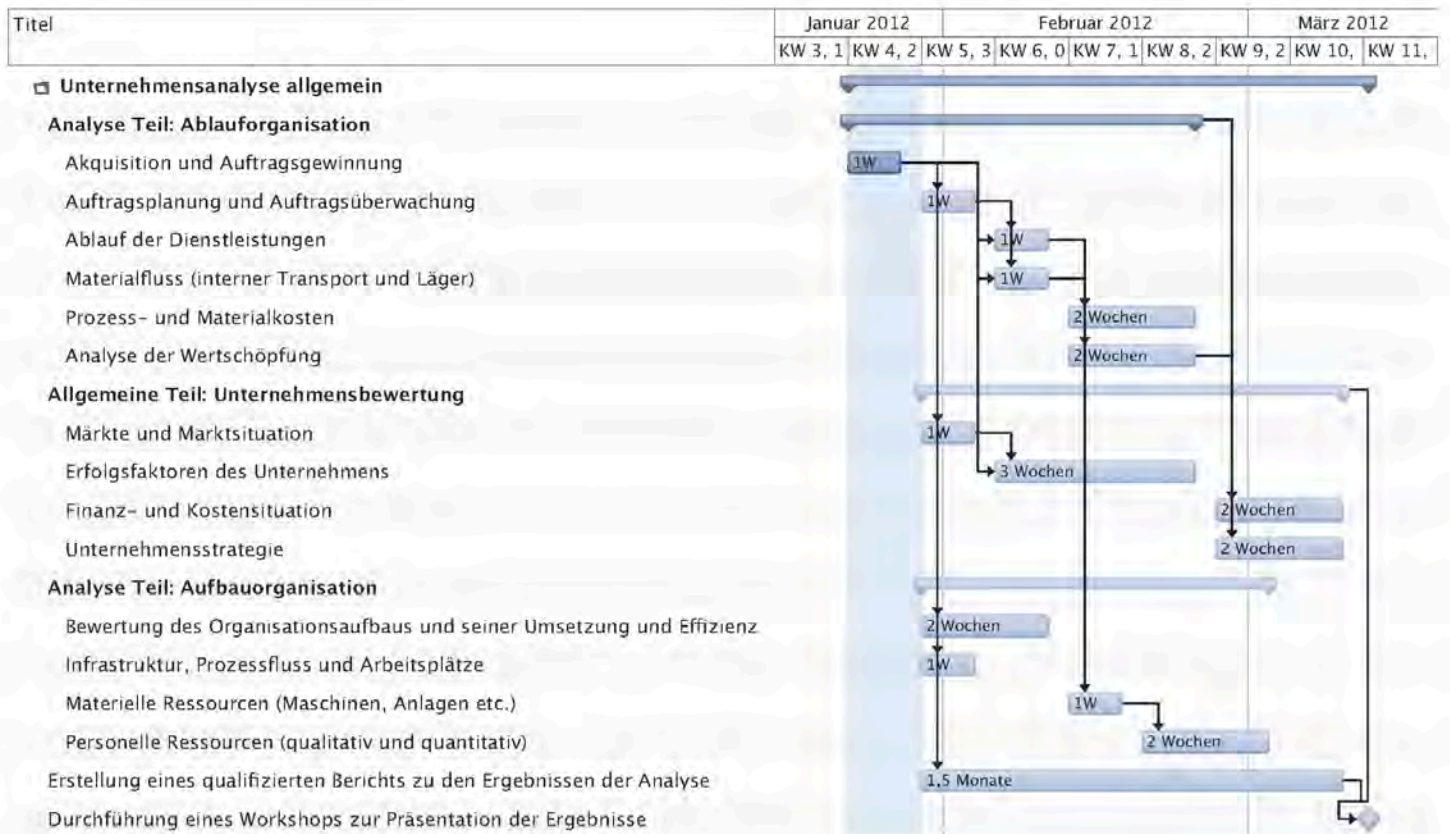 Titel
Januar 2012 Februar 2012 März 2012
KW 3, 1 KW 4, 2 KW 5, 3 KW 6, 0 KW 7, 1 KW 8, 2 KW 9, 2 KW 10, KW 11,
Unternehmensanalyse allgemein
Analyse Teil: Ablauforganisation
Akquisition und Auftragsgewinnung 1W
Auftragsplanung und Auftragsüberwachung 1W
Ablauf der Dienstleistungen 1W
Materialfluss (interner Transport und Läger) 1W
Prozess- und Materialkosten 2 Wochen
Analyse der Wertschöpfung 2 Wochen
Allgemeine Teil: Unternehmensbewertung
Märkte und Marktsituation 1W
Erfolgsfaktoren des Unternehmens 3 Wochen
Finanz- und Kostensituation 2 Wochen
Unternehmensstrategie 2 Wochen
Analyse Teil: Aufbauorganisation
Bewertung des Organisationsaufbaus und seiner Umsetzung und Effizienz 2 Wochen
Infrastruktur, Prozessfluss und Arbeitsplätze 1W
Materielle Ressourcen (Maschinen, Anlagen etc.) 1W
Personelle Ressourcen (qualitativ und quantitativ) 2 Wochen
Erstellung eines qualifizierten Berichts zu den Ergebnissen der Analyse 1,5 Monate
Durchführung eines Workshops zur Präsentation der Ergebnisse